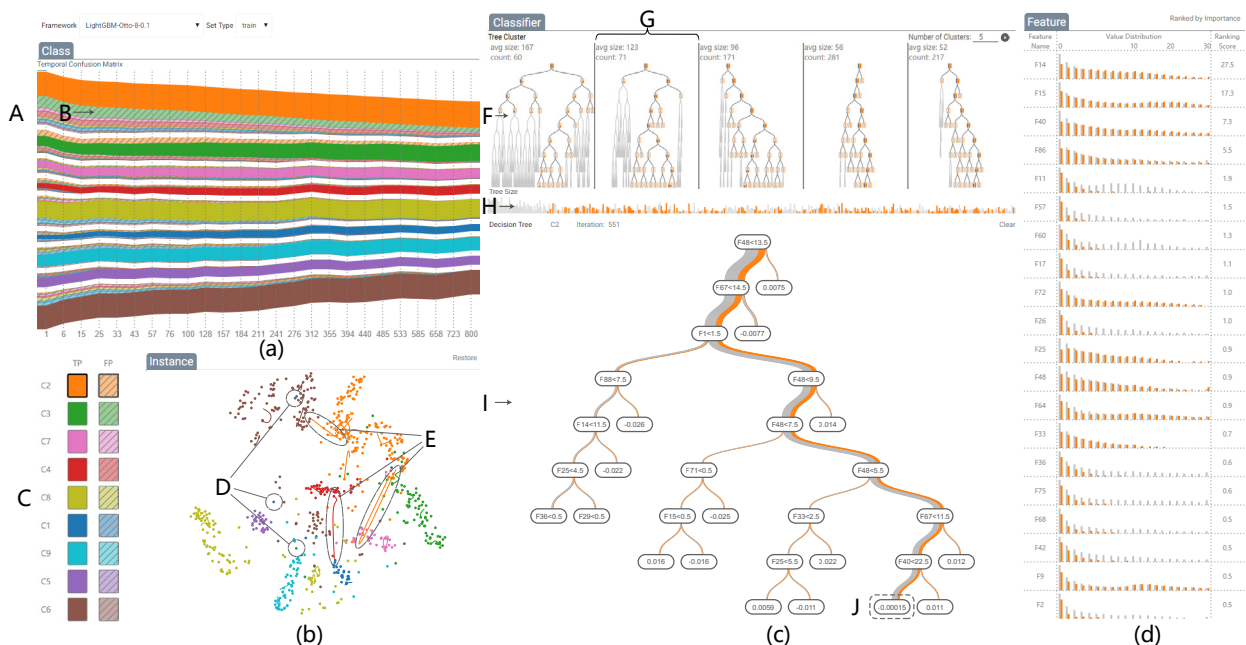 Framework LightGBM-Otto-8-0.1 Set Type train
Class
Temporal Confusion Matrix
A
B
1 6 15 25 33 43 57 76 100 128 157 184 211 241 276 312 355 394 440 485 533 588 658 723 800
(a)
TP FP
C2
C3
C7
C4
C8
C1
C9
C5
C6
C
Instance
Restore
D
E
(b)
Classifier
G
Tree Cluster
Number of Clusters: 5
avg size: 167 avg size: 123 avg size: 96 avg size: 56 avg size: 52
count: 60 count: 71 count: 171 count: 281 count: 217
F
Tree Size
H
Decision Tree C2 Iteration: 551 Clear
F48<13.5
F67<14.5 0.0075
F1<1.5 -0.0077
I
F88<7.5 F48<9.5
F14<11.5 -0.026 F48<7.5 0.014
F25<4.5 -0.022 F71<0.5 F48<5.5
F36<0.5 F29<0.5 F15<0.5 -0.025 F33<2.5 F67<11.5
0.016 -0.016 F25<5.5 0.022 F40<22.5 0.012
0.0059 -0.011 J -0.00015 0.011
(c)
Feature
Ranked by Importance
Feature Name Value Distribution Ranking Score
0 10 20 30
F14 27.5
F15 17.3
F40 7.3
F86 5.5
F11 1.9
F57 1.5
F60 1.3
F17 1.1
F72 1.0
F26 1.0
F25 0.9
F48 0.9
F64 0.9
F33 0.7
F36 0.6
F75 0.6
F68 0.5
F42 0.5
F9 0.5
F2 0.5
(d)